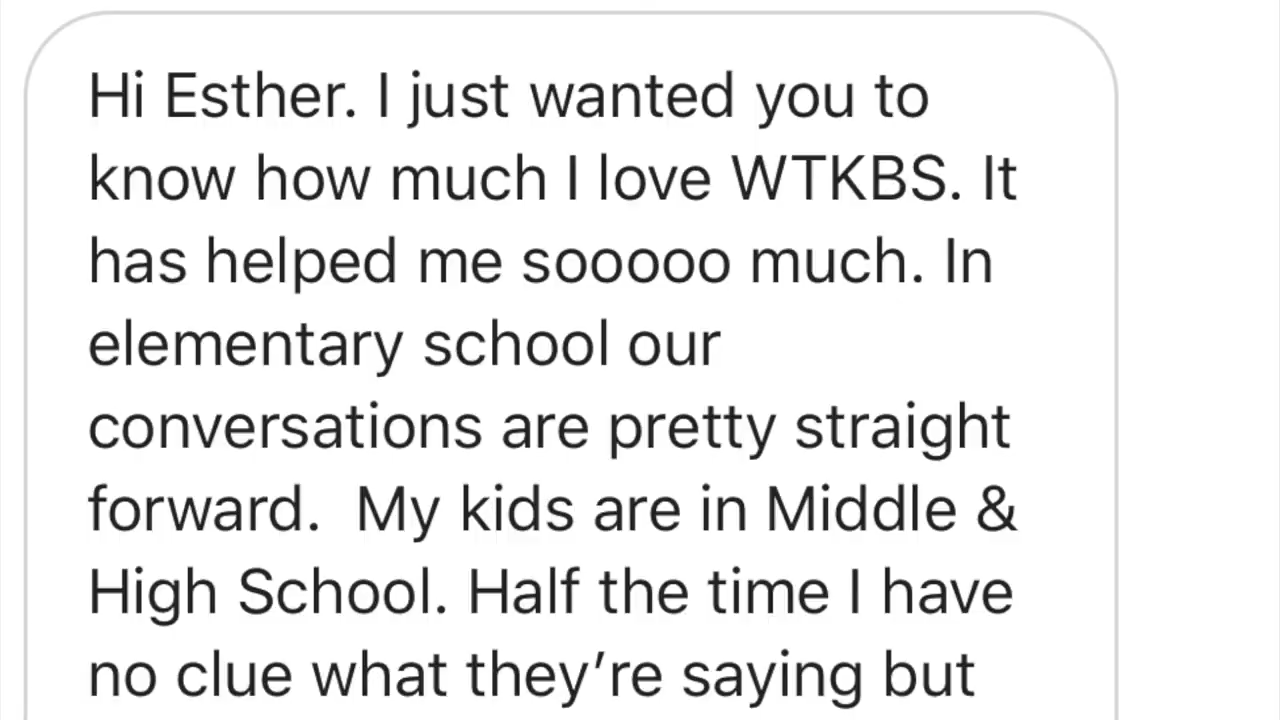 Hi Esther. I just wanted you to
know how much I love WTKBS. It
has helped me sooooo much. In
elementary school our
conversations are pretty straight
forward.  My kids are in Middle &
High School. Half the time I have
no clue what they’re saying but